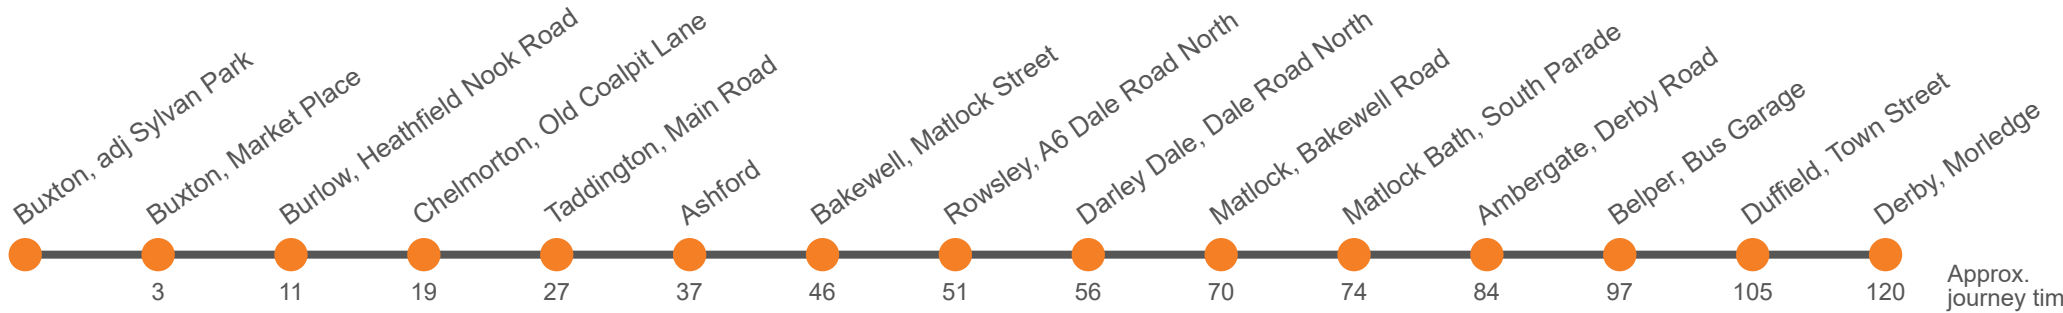 Buxton, adj Sylvan Park
Buxton, Market Place
Burlow, Heathfield Nook Road
Chelmorton, Old Coalpit Lane
Taddington, Main Road
Ashford
Bakewell, Matlock Street
Rowsley, A6 Dale Road North
Darley Dale, Dale Road North
Matlock, Bakewell Road
Matlock Bath, South Parade
Ambergate, Derby Road
Belper, Bus Garage
Duffield, Town Street
Derby, Morledge
3 11 19 27 37 46 51 56 70 74 84 97 105 120
Approx.
journey tim